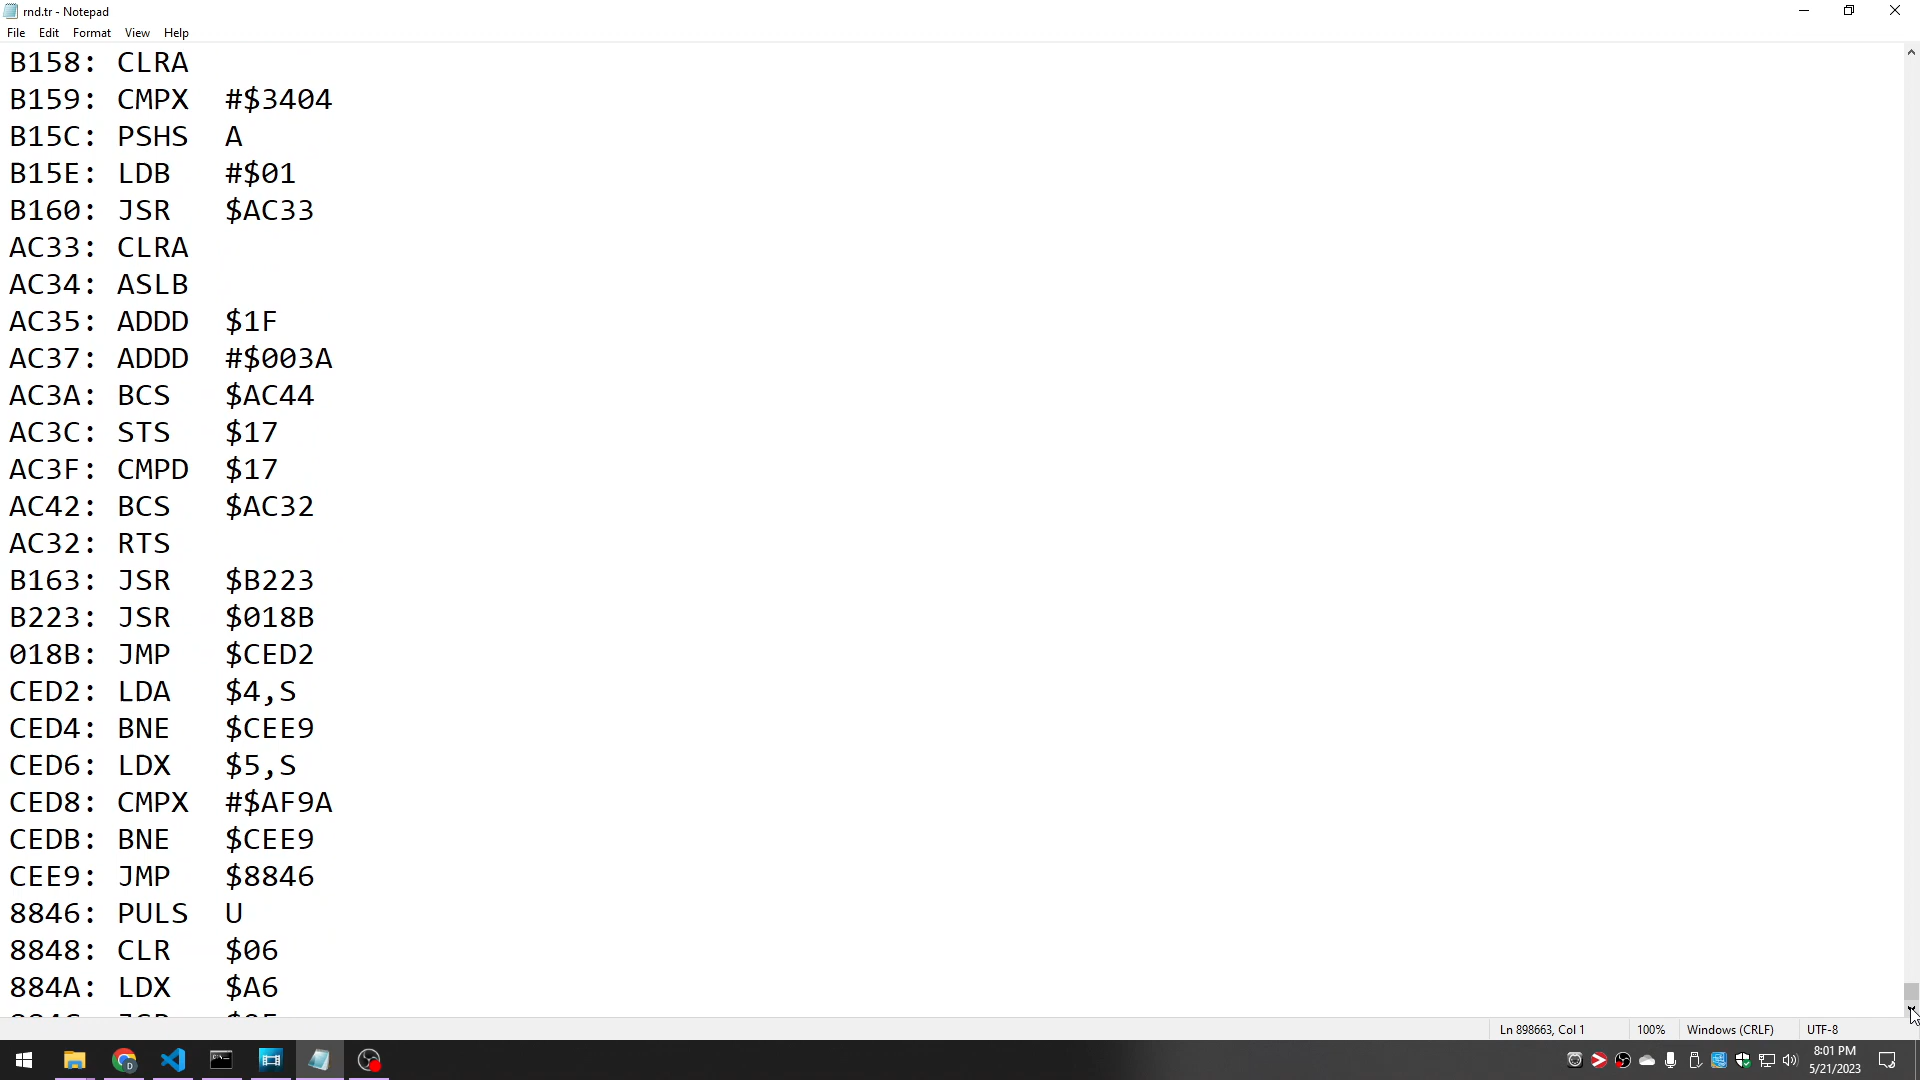 rnd.tr - Notepad
File Edit Format View Help
B158: CLRA
B159: CMPX #$3404
B15C: PSHS A
B15E: LDB #$01
B160: JSR $AC33
AC33: CLRA
AC34: ASLB
AC35: ADDD $1F
AC37: ADDD #$003A
AC3A: BCS $AC44
AC3C: STS $17
AC3F: CMPD $17
AC42: BCS $AC32
AC32: RTS
B163: JSR $B223
B223: JSR $018B
018B: JMP $CED2
CED2: LDA $4,S
CED4: BNE $CEE9
CED6: LDX $5,S
CED8: CMPX #$AF9A
CEDB: BNE $CEE9
CEE9: JMP $8846
8846: PULS U
8848: CLR $06
884A: LDX $A6
Ln 898663, Col 1 100% Windows (CRLF) UTF-8
8:01 PM
5/21/2023